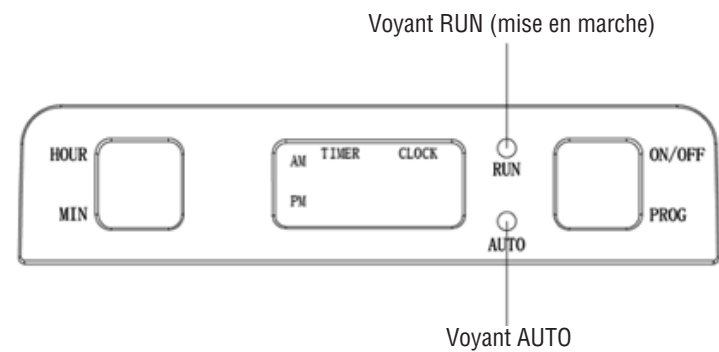 Voyant RUN (mise en marche)
HOUR
MIN
AM TIMER CLOCK
PM
RUN
AUTO
ON/OFF
PROG
Voyant AUTO